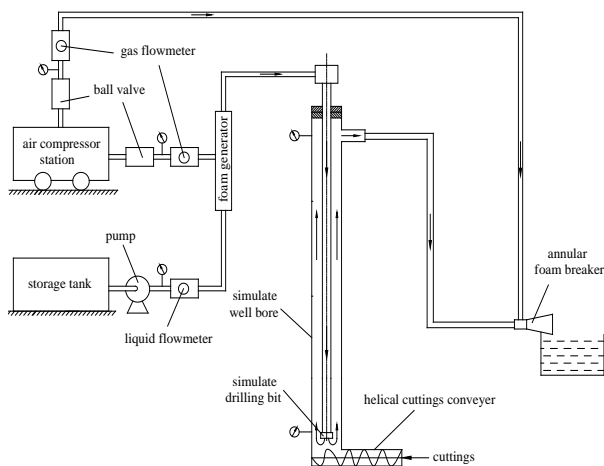 gas flowmeter
ball valve
air compressor
station
foam generator
pump
storage tank
liquid flowmeter
simulate
well bore
simulate
drilling bit
annular
foam breaker
helical cuttings conveyer
cuttings